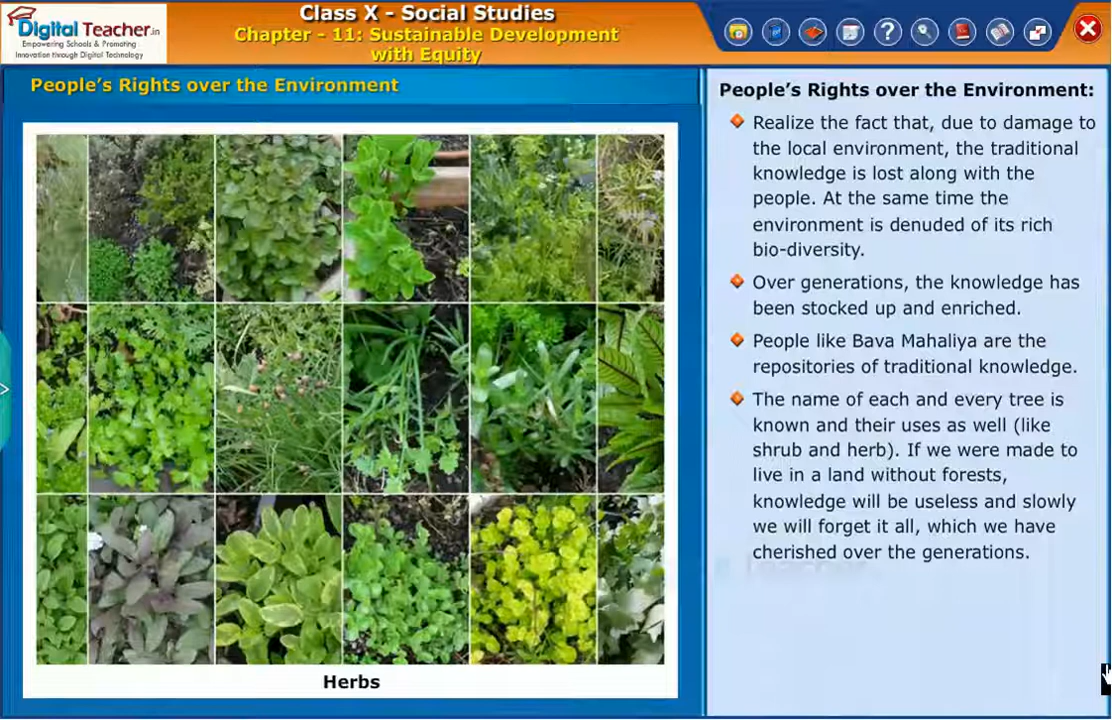 Digital Teacher.in
Empowering Schools & Promoting
Innovation through Digital Technology
Class X - Social Studies
Chapter - 11: Sustainable Development
with Equity
People's Rights over the Environment
Herbs
People's Rights over the Environment:
Realize the fact that, due to damage to
the local environment, the traditional
knowledge is lost along with the
people. At the same time the
environment is denuded of its rich
bio-diversity.
Over generations, the knowledge has
been stocked up and enriched.
People like Bava Mahaliya are the
repositories of traditional knowledge.
The name of each and every tree is
known and their uses as well (like
shrub and herb). If we were made to
live in a land without forests,
knowledge will be useless and slowly
we will forget it all, which we have
cherished over the generations.